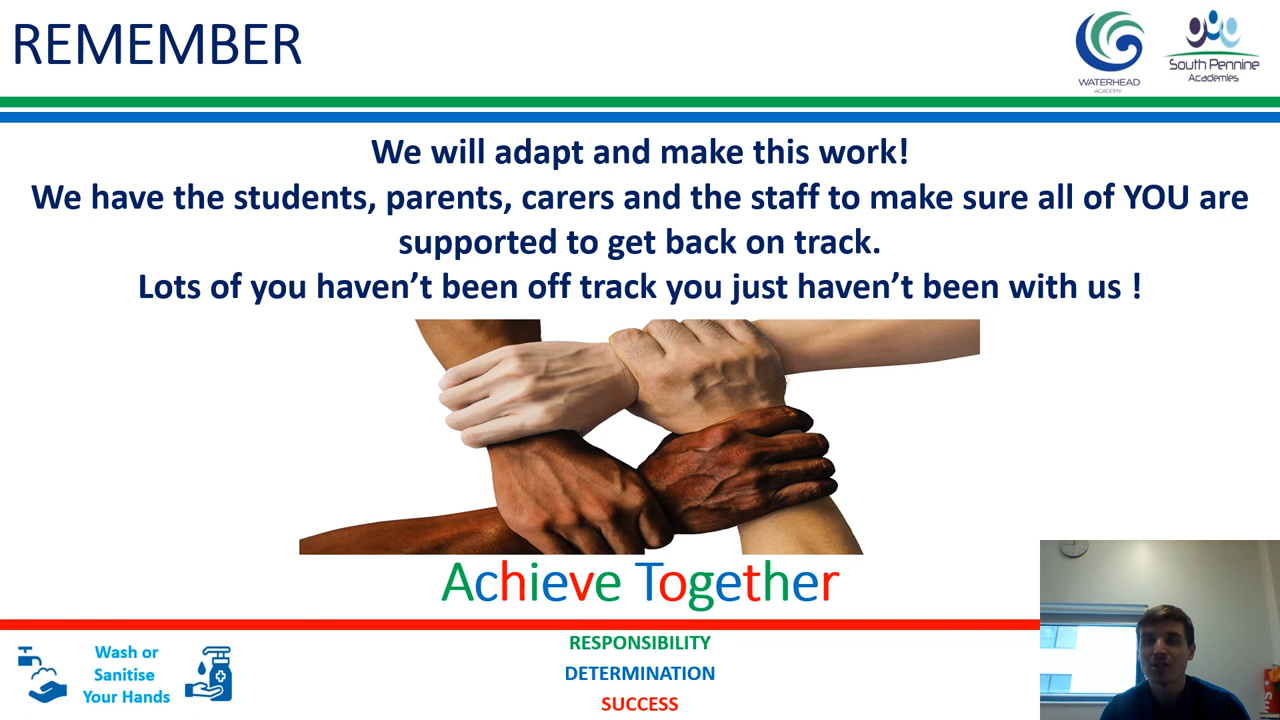 REMEMBER
WATERHEAD
ACADEMY
South Pennine
Academies
We will adapt and make this work!
We have the students, parents, carers and the staff to make sure all of YOU are
supported to get back on track.
Lots of you haven’t been off track you just haven’t been with us !
Achieve Together
Wash or
Sanitise
Your Hands
RESPONSIBILITY
DETERMINATION
SUCCESS